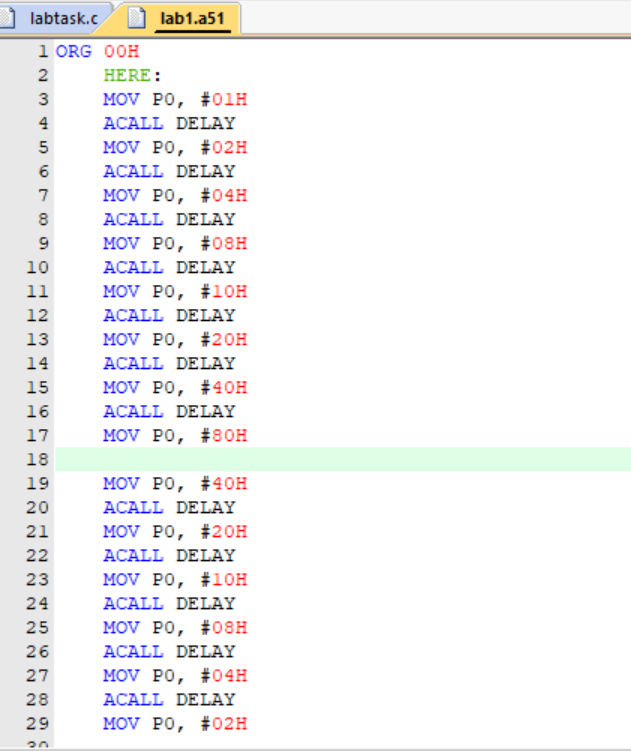 labtask.c lab1.a51
1 ORG 00H
2 HERE:
3 MOV P0, #01H
4 ACALL DELAY
5 MOV P0, #02H
6 ACALL DELAY
7 MOV P0, #04H
8 ACALL DELAY
9 MOV P0, #08H
10 ACALL DELAY
11 MOV P0, #10H
12 ACALL DELAY
13 MOV P0, #20H
14 ACALL DELAY
15 MOV P0, #40H
16 ACALL DELAY
17 MOV P0, #80H
18
19 MOV P0, #40H
20 ACALL DELAY
21 MOV P0, #20H
22 ACALL DELAY
23 MOV P0, #10H
24 ACALL DELAY
25 MOV P0, #08H
26 ACALL DELAY
27 MOV P0, #04H
28 ACALL DELAY
29 MOV P0, #02H
30